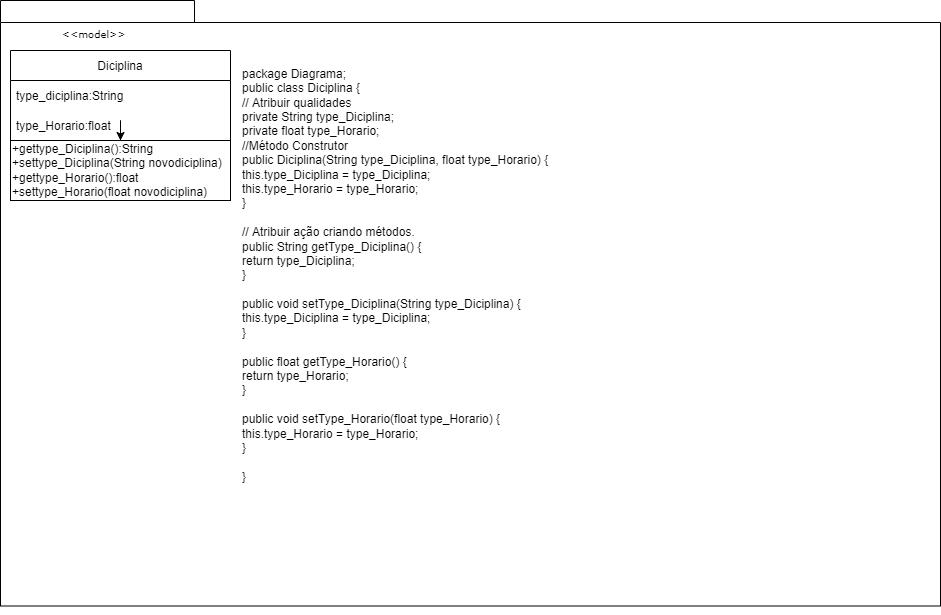 <<model>>
Diciplina
type_diciplina:String
type_Horario:float
+gettype_Diciplina():String
+settype_Diciplina(String novodiciplina)
+gettype_Horario():float
+settype_Horario(float novodiciplina)
package Diagrama;
public class Diciplina {
// Atribuir qualidades
private String type_Diciplina;
private float type_Horario;
//Método Construtor
public Diciplina(String type_Diciplina, float type_Horario) {
this.type_Diciplina = type_Diciplina;
this.type_Horario = type_Horario;
}
// Atribuir ação criando métodos.
public String getType_Diciplina() {
return type_Diciplina;
}
public void setType_Diciplina(String type_Diciplina) {
this.type_Diciplina = type_Diciplina;
}
public float getType_Horario() {
return type_Horario;
}
public void setType_Horario(float type_Horario) {
this.type_Horario = type_Horario;
}
}